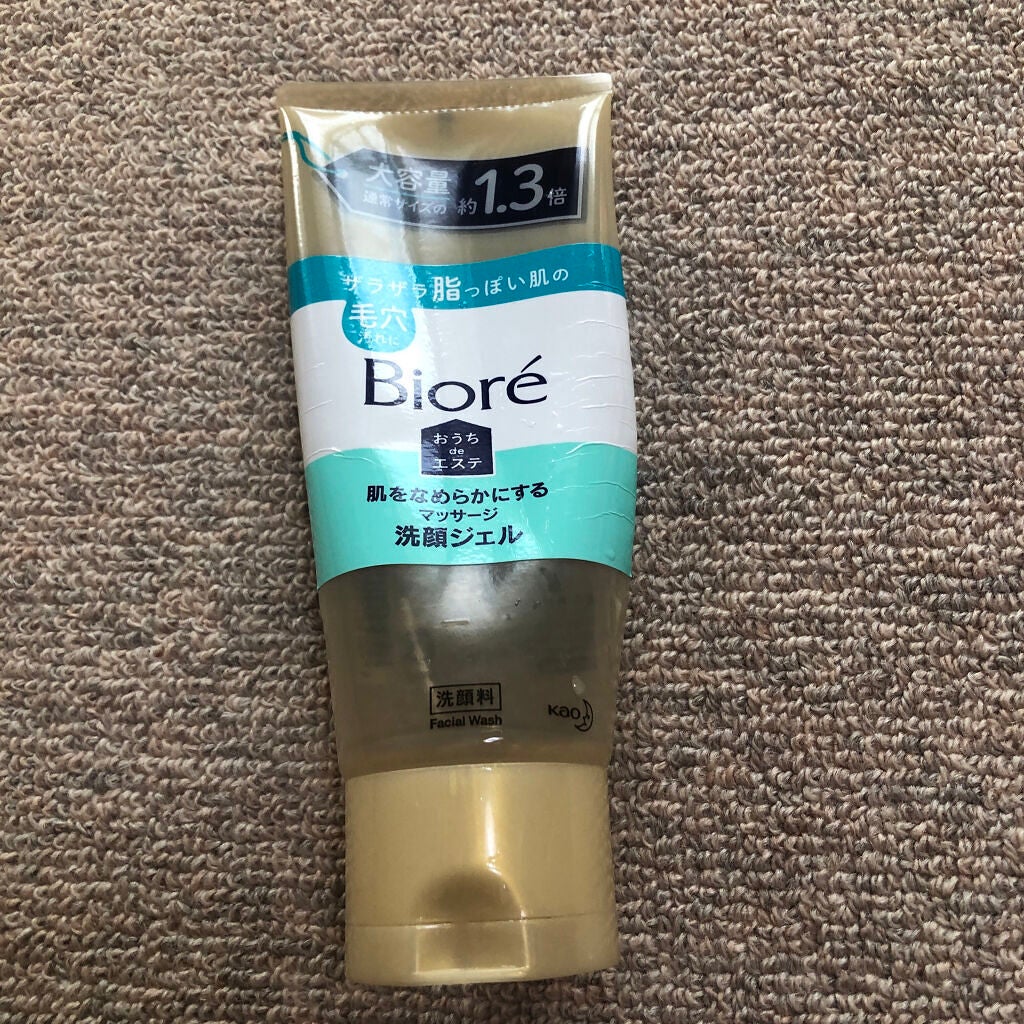 大容量
通常サイズの 約1.3倍
ザラザラ脂っぽい肌の
毛穴
汚れに
Bioré
おうち
de
エステ
肌をなめらかにする
マッサージ
洗顔ジェル
洗顔料
Facial Wash
Kao